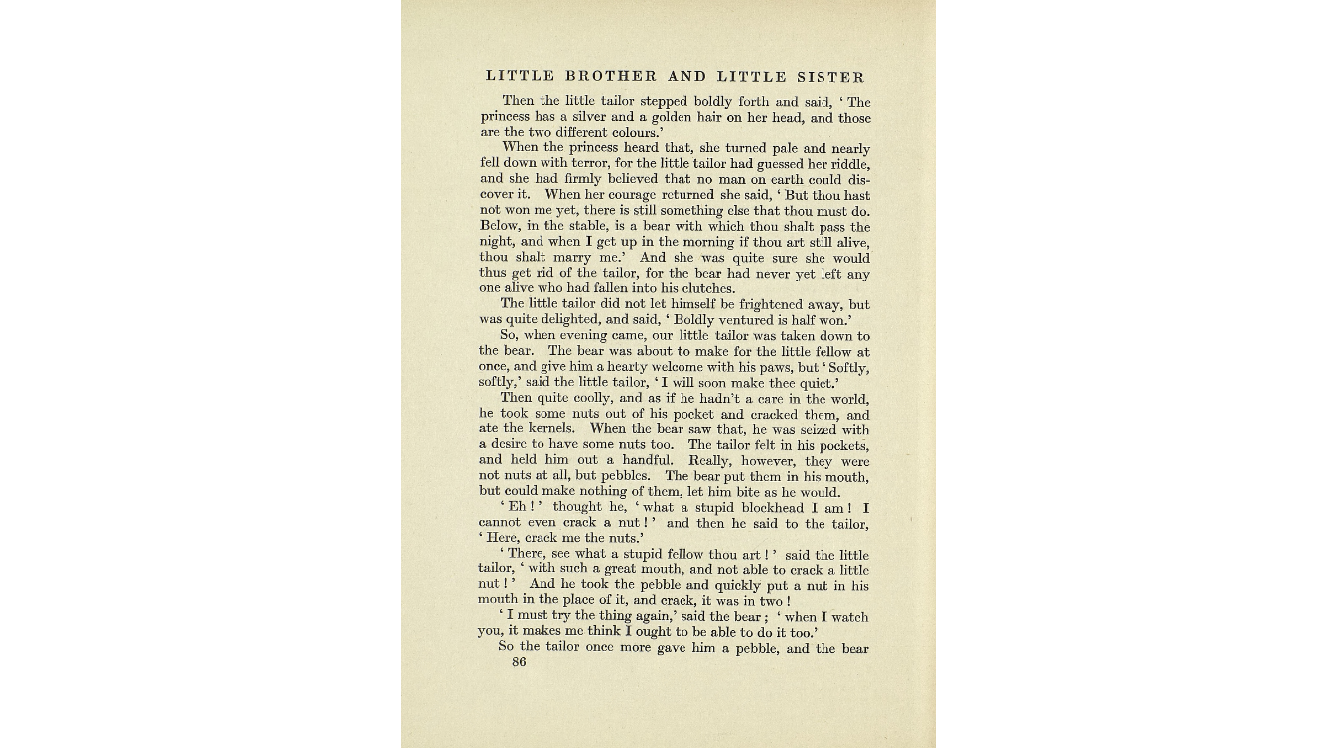 LITTLE BROTHER AND LITTLE SISTER
Then the little tailor stepped boldly forth and said, ‘ The
princess has a silver and a golden hair on her head, and those
are the two different colours.’
When the princess heard that, she turned pale and nearly
fell down with terror, for the little tailor had guessed her riddle,
and she had firmly believed that no man on earth could dis-
cover it. When her courage returned she said, ‘ But thou hast
not won me yet, there is still something else that thou must do.
Below, in the stable, is a bear with which thou shalt pass the
night, and when I get up in the morning if thou art still alive,
thou shalt marry me.’ And she was quite sure she would
thus get rid of the tailor, for the bear had never yet left any
one alive who had fallen into his clutches.
The little tailor did not let himself be frightened away, but
was quite delighted, and said, ‘ Boldly ventured is half won.’
So, when evening came, our little tailor was taken down to
the bear. The bear was about to make for the little fellow at
once, and give him a hearty welcome with his paws, but ‘ Softly,
softly,’ said the little tailor, ‘ I will soon make thee quiet.’
Then quite coolly, and as if he hadn’t a care in the world,
he took some nuts out of his pocket and cracked them, and
ate the kernels. When the bear saw that, he was seized with
a desire to have some nuts too. The tailor felt in his pockets,
and held him out a handful. Really, however, they were
not nuts at all, but pebbles. The bear put them in his mouth,
but could make nothing of them, let him bite as he would.
‘ Eh ! ’ thought he, ‘ what a stupid blockhead I am ! I
cannot even crack a nut ! ’ and then he said to the tailor,
‘ Here, crack me the nuts.’
‘ There, see what a stupid fellow thou art ! ’ said the little
tailor, ‘ with such a great mouth, and not able to crack a little
nut ! ’ And he took the pebble and quickly put a nut in his
mouth in the place of it, and crack, it was in two !
‘ I must try the thing again,’ said the bear ; ‘ when I watch
you, it makes me think I ought to be able to do it too.’
So the tailor once more gave him a pebble, and the bear
86